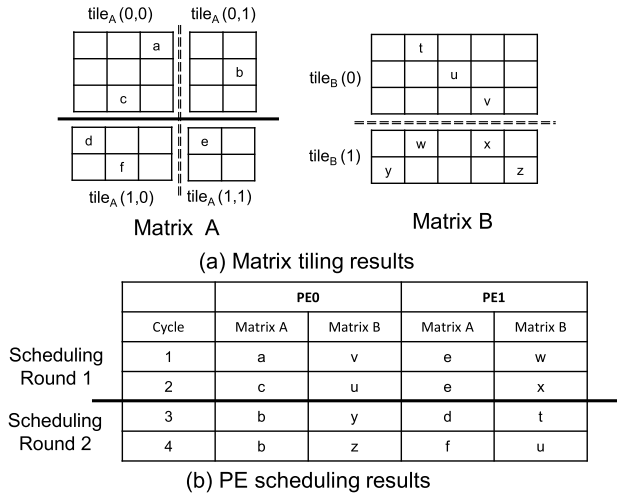 tileA (0,0) tileA (0,1)
a
b
c
d e
f
tileA (1,0) tileA (1,1)
Matrix A
t
tileB (0) u
v
tileB (1) w x
y z
Matrix B
(a) Matrix tiling results
PE0 PE1
Cycle Matrix A Matrix B Matrix A Matrix B
Scheduling Round 1
1 a v e w
2 c u e x
Scheduling Round 2
3 b y d t
4 b z f u
(b) PE scheduling results